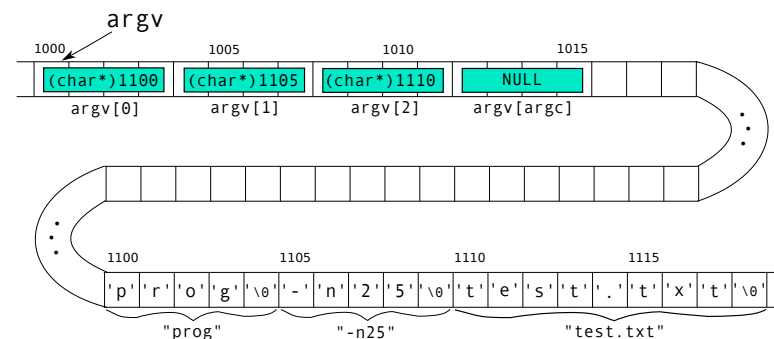 argv
1000 1005 1010 1015
(char*)1100 (char*)1105 (char*)1110 NULL
argv[0] argv[1] argv[2] argv[argc]
1100 1105 1110 1115
'p' 'r' 'o' 'g' '\0' '-' 'n' '2' '5' '\0' 't' 'e' 's' 't' '.' 't' 'x' 't' '\0'
"prog" "-n25" "test.txt"